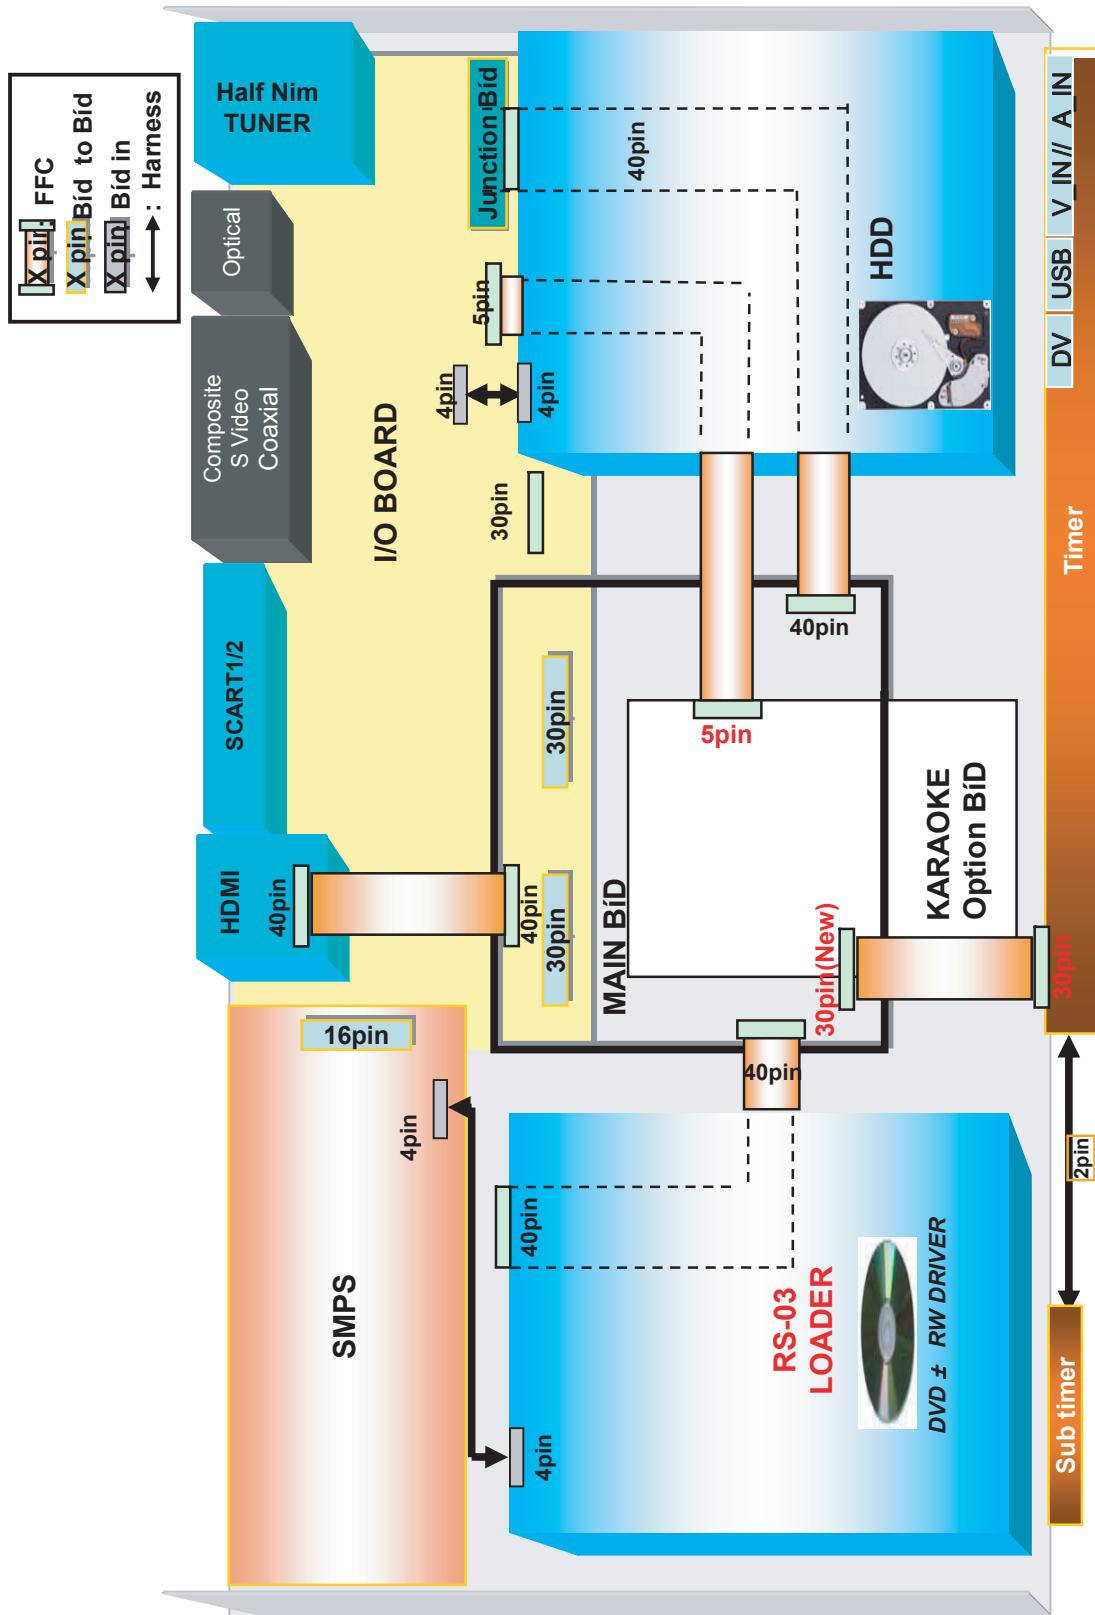 X pin : FFC
X pin Bíd to Bíd
X pin Bíd in
: Harness
Half Nim
TUNER
Optical
Composite
S Video
Coaxial
SCART1/2
HDMI
40pin
40pin
I/O BOARD
Junction Bíd
5pin
4pin
4pin
30pin
30pin
30pin
40pin
HDD
40pin
5pin
MAIN BíD
KARAOKE
Option BíD
30pin(New)
30pin
16pin
SMPS
4pin
4pin
40pin
40pin
RS-03
LOADER
DVD ± RW DRIVER
DV
USB
V_IN// A_IN
Timer
2pin
Sub timer